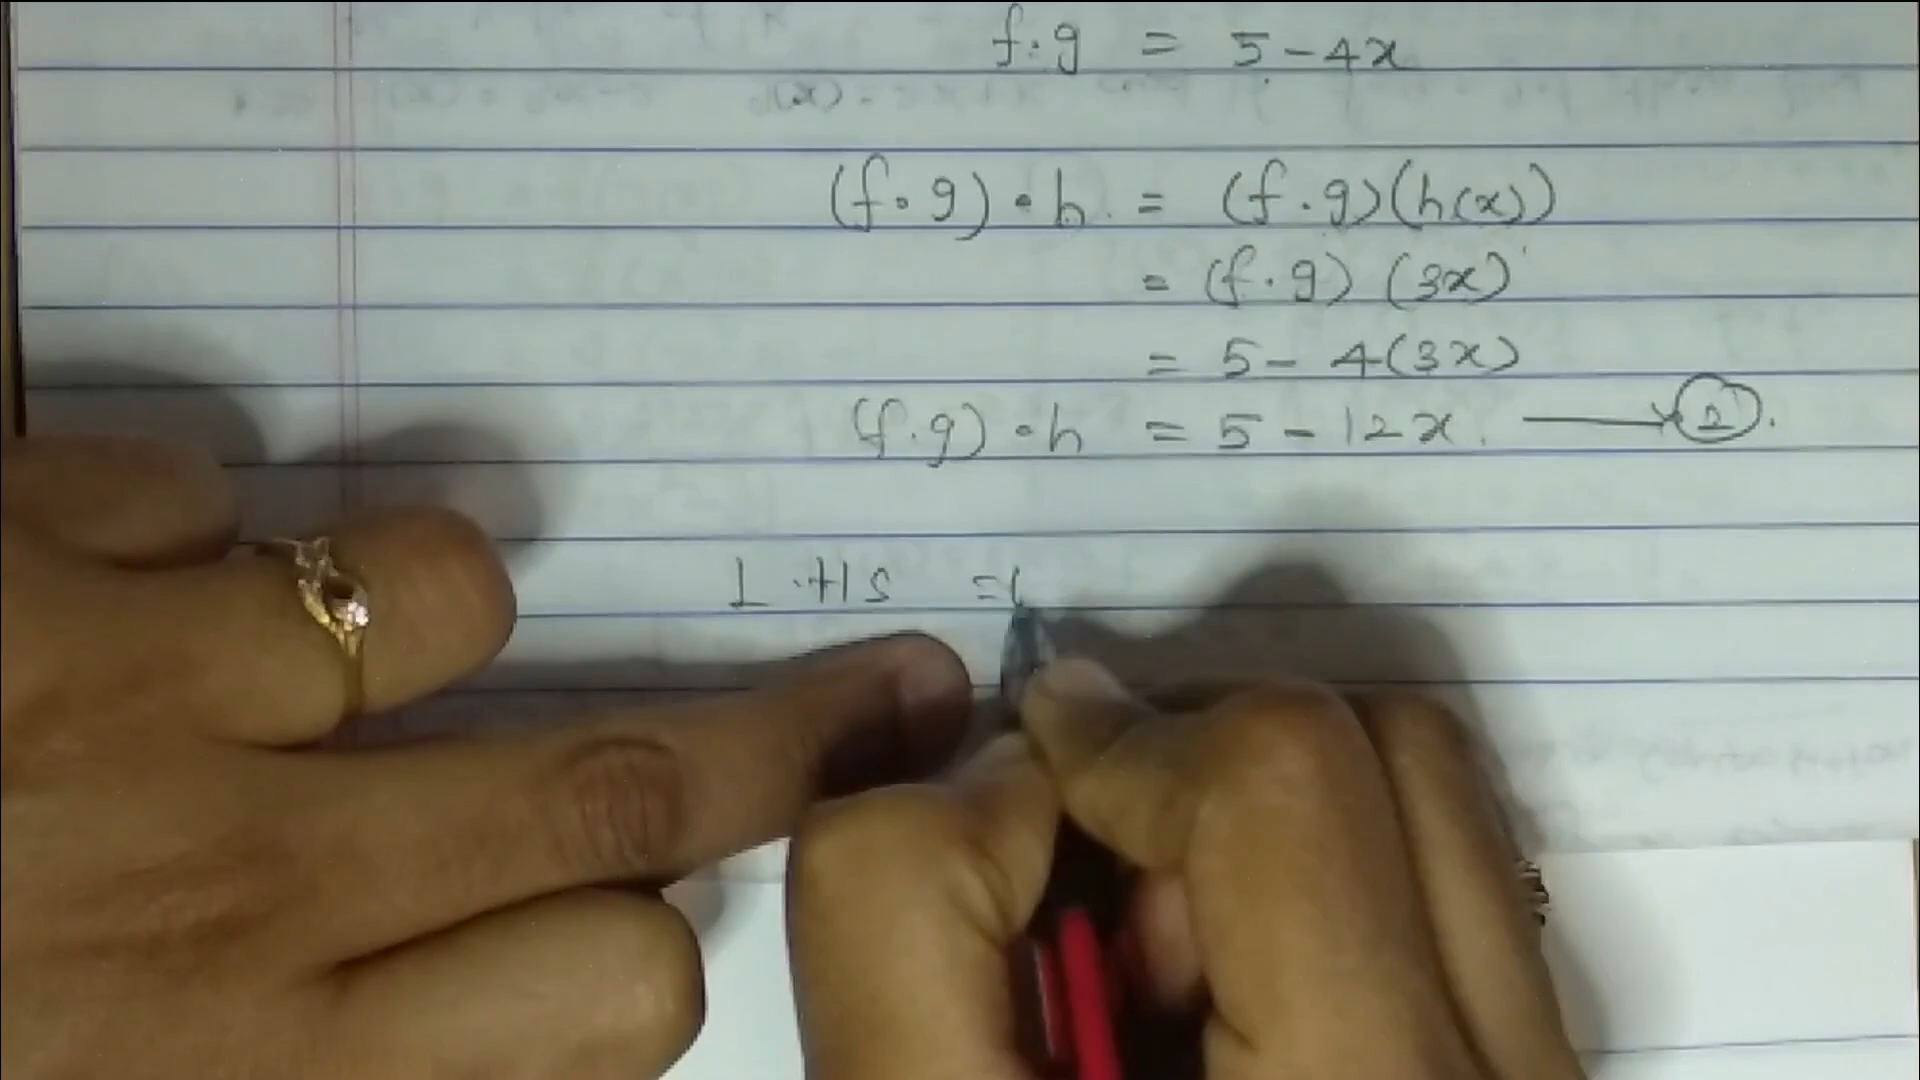 f∘g = 5-4x
(f∘g)∘h = (f∘g)(h(x))
= (f∘g) (3x)
= 5 - 4(3x)
(f∘g)∘h = 5 - 12x. → 2.